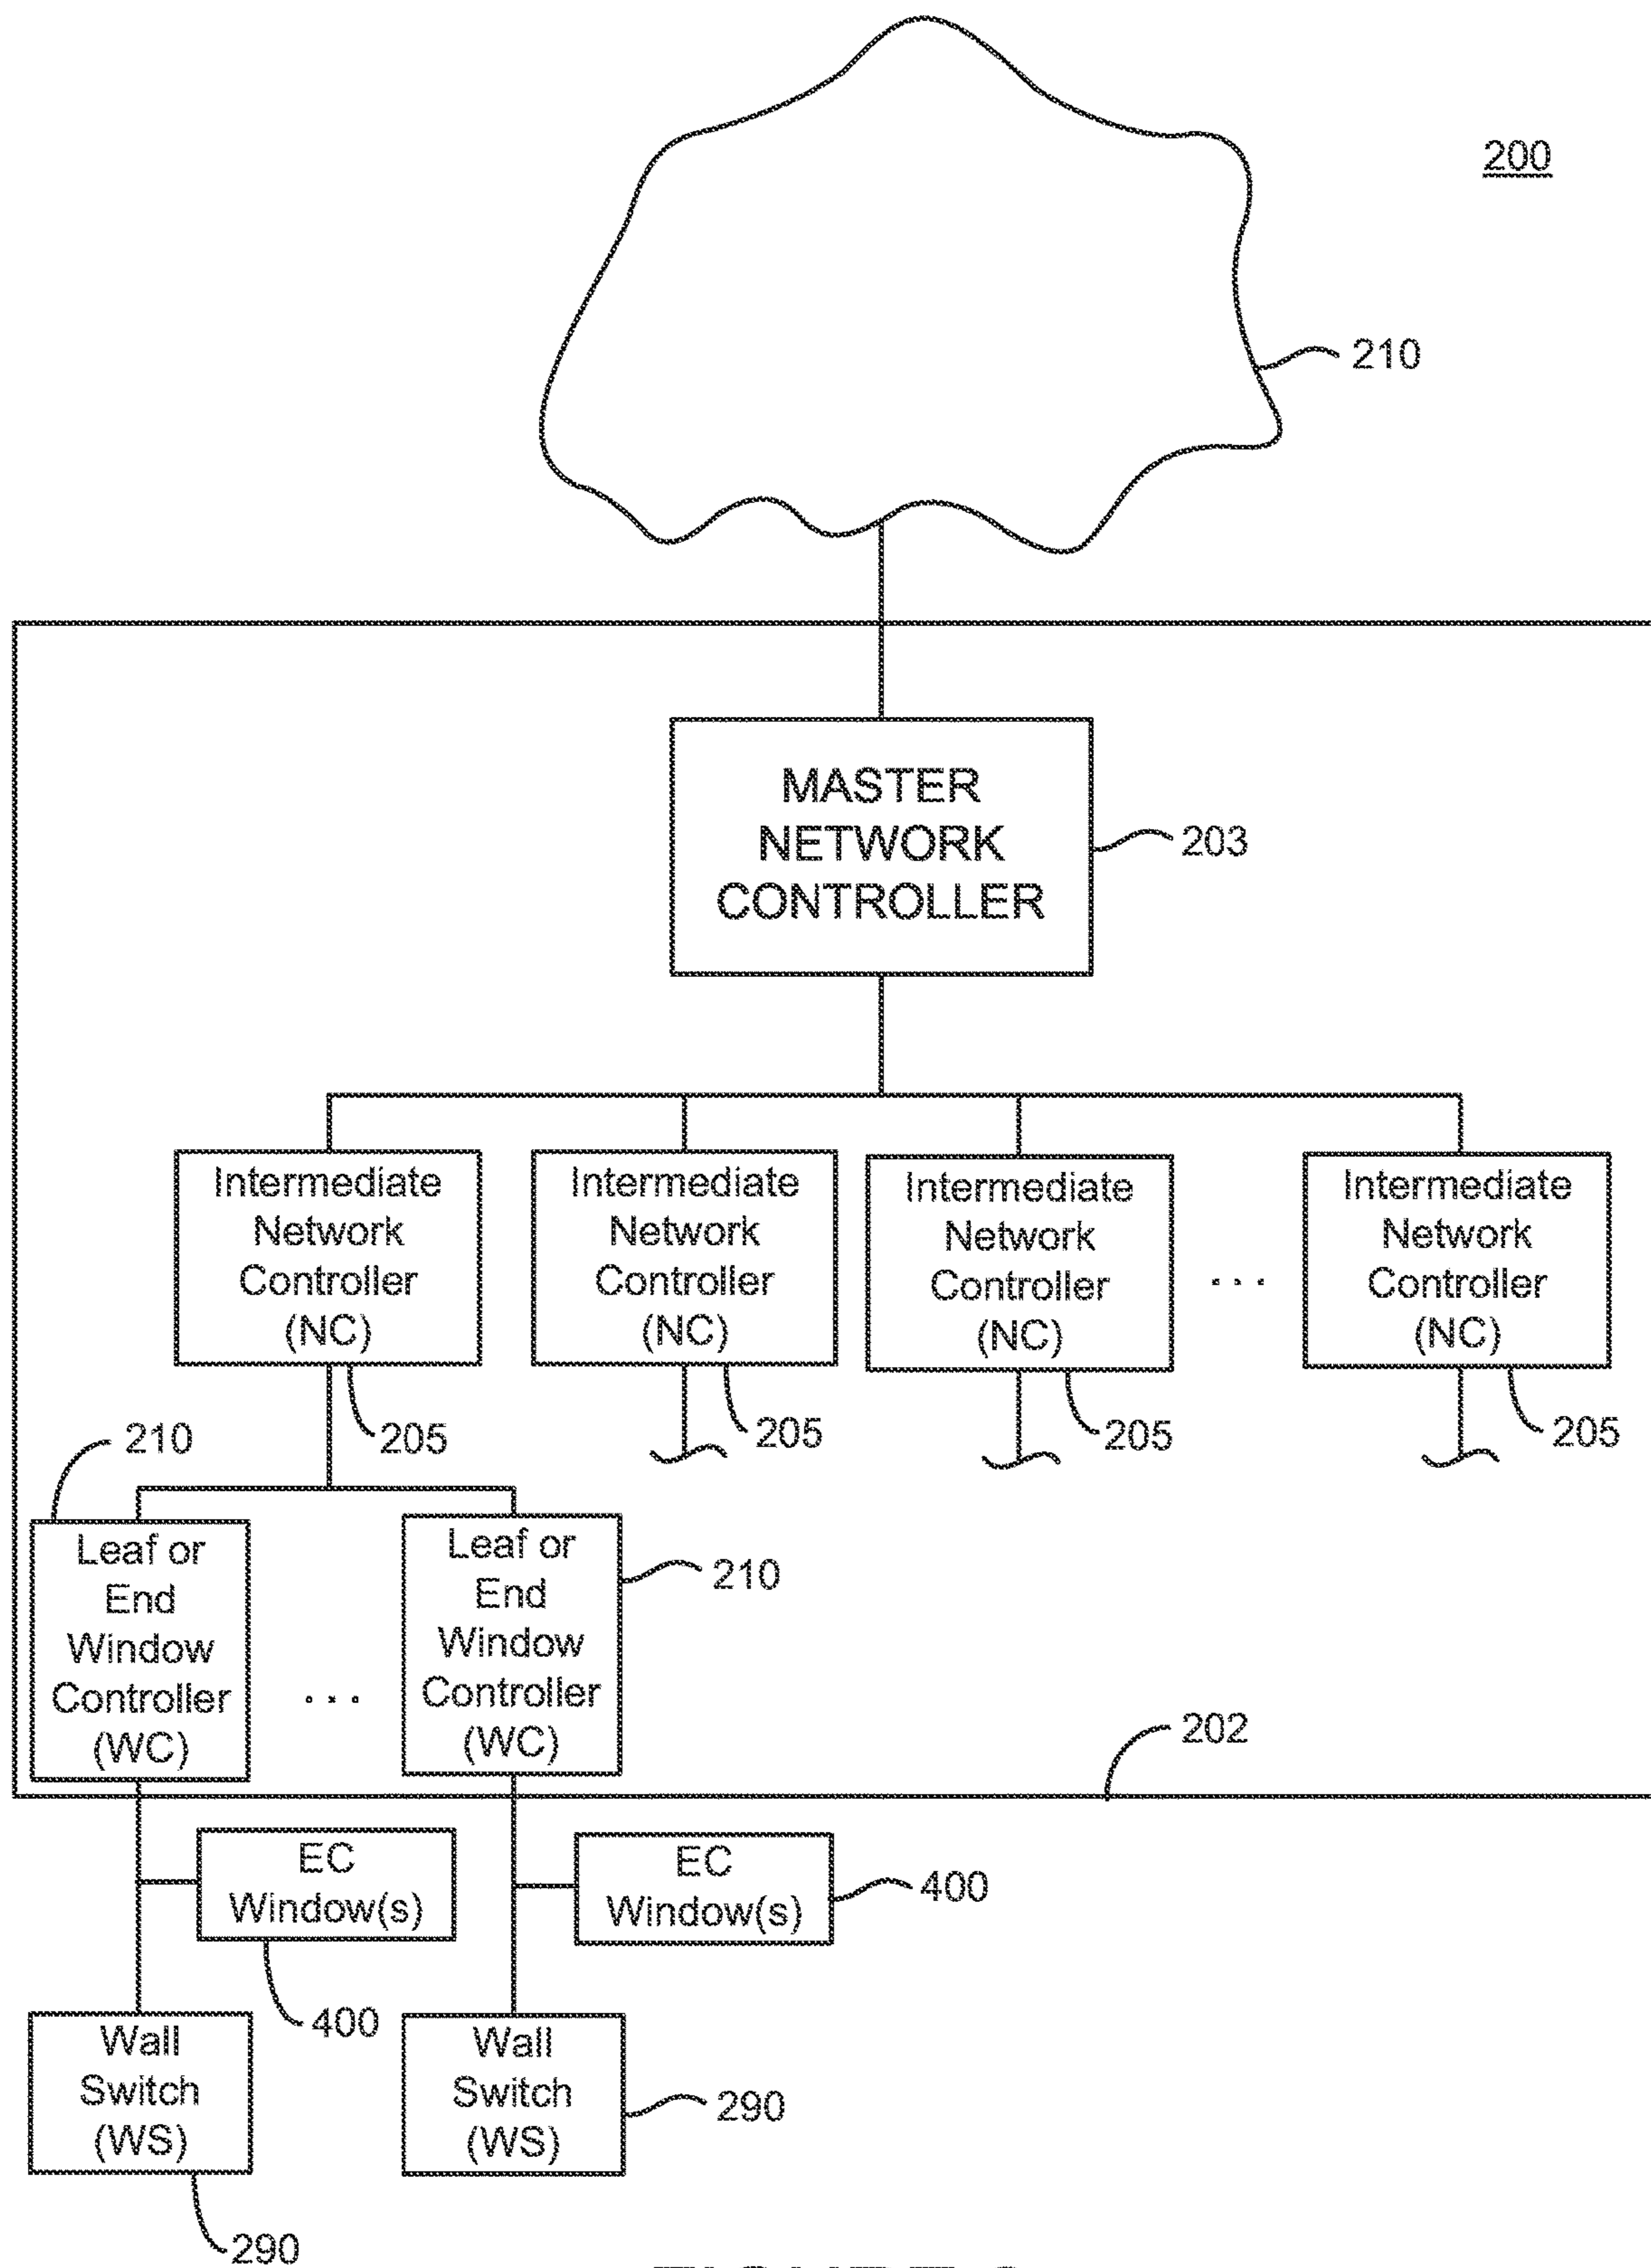 200
210
MASTER
NETWORK
CONTROLLER
203
Intermediate
Network
Controller
(NC)
205
Intermediate
Network
Controller
(NC)
205
Intermediate
Network
Controller
(NC)
205
. . .
Intermediate
Network
Controller
(NC)
205
210
Leaf or
End
Window
Controller
(WC)
. . .
Leaf or
End
Window
Controller
(WC)
210
202
EC
Window(s)
400
EC
Window(s)
400
Wall
Switch
(WS)
290
Wall
Switch
(WS)
290